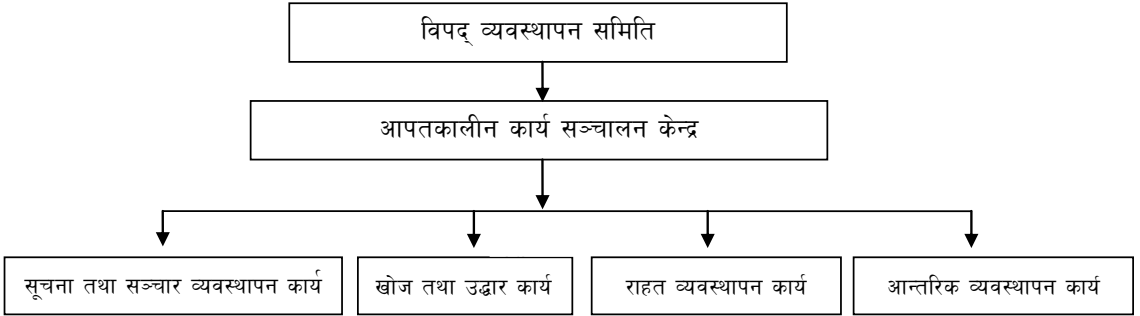 विपद् व्यवस्थापन समिति
आपतकालीन कार्य सञ्चालन केन्द्र
सूचना तथा सञ्चार व्यवस्थापन कार्य
खोज तथा उद्धार कार्य
राहत व्यवस्थापन कार्य
आन्तरिक व्यवस्थापन कार्य